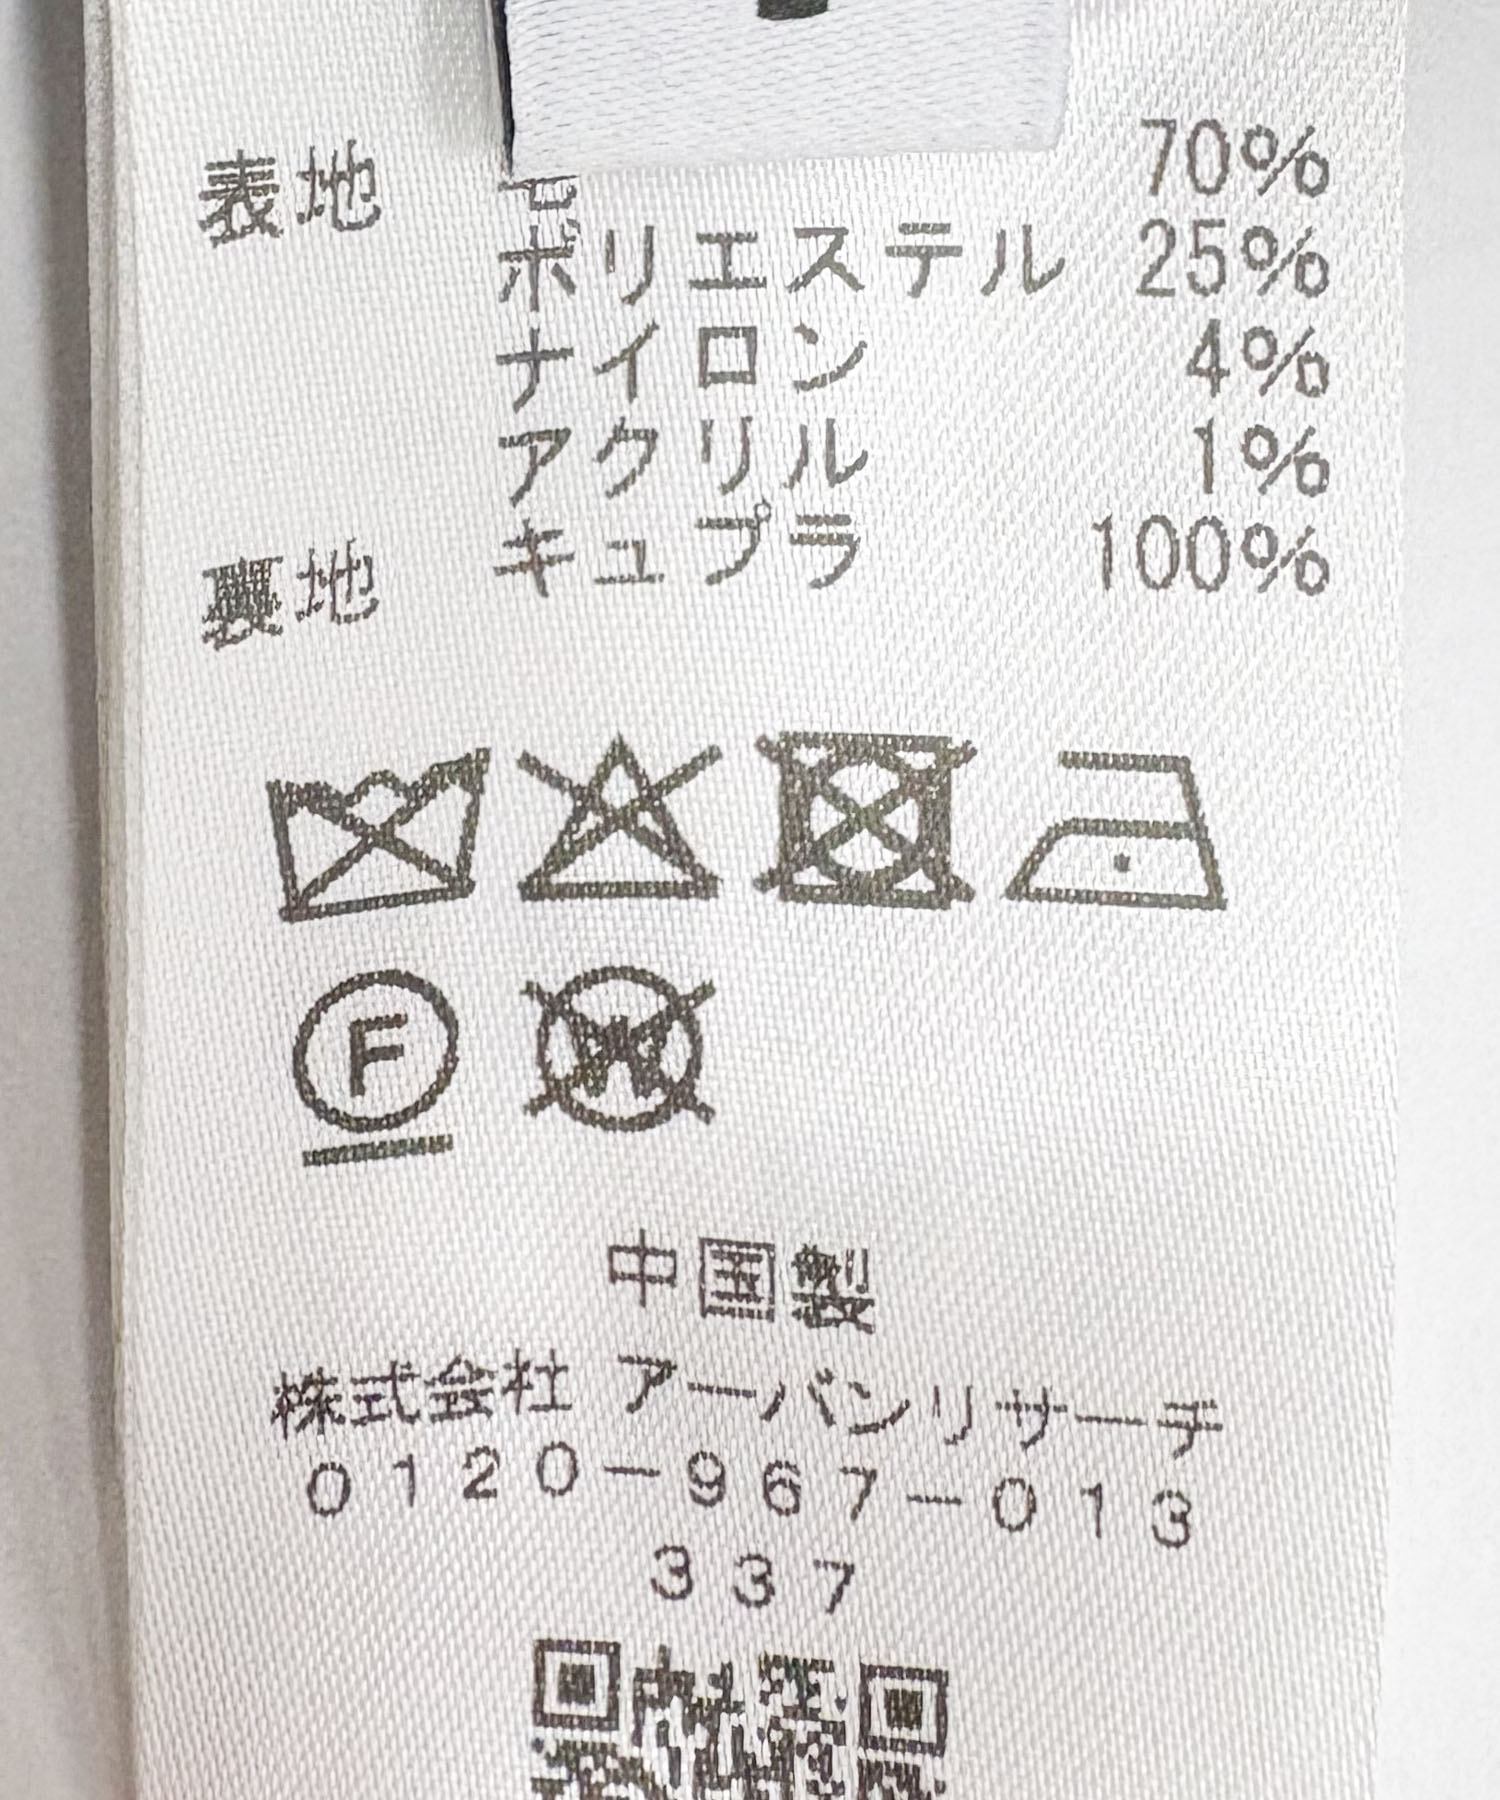 表地 70%
ポリエステル 25%
ナイロン 4%
アクリル 1%
裏地 キュプラ 100%
F
W
中国製
株式会社 アーバンリサーチ
0120-967-013
337